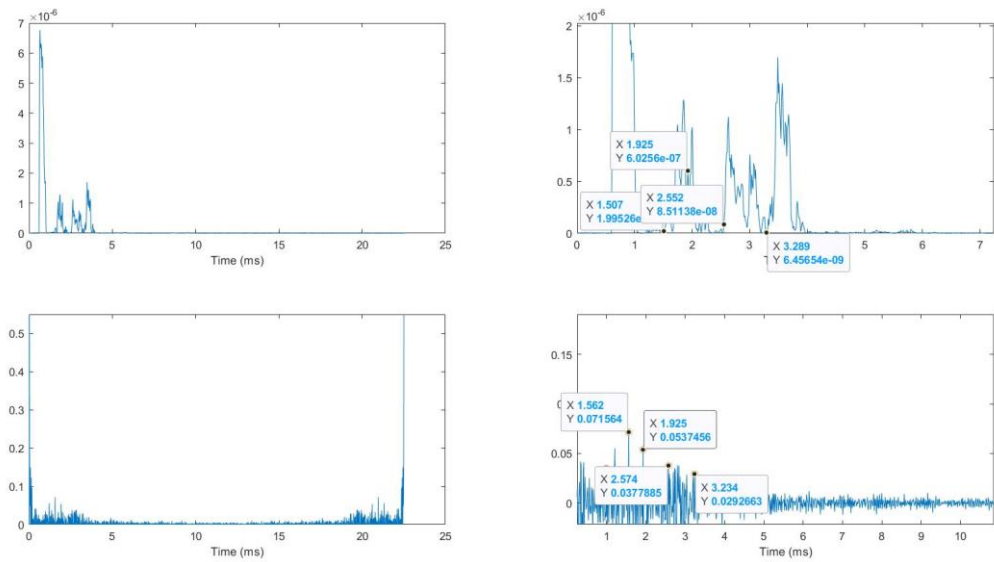 ×10⁻⁶
7
6
5
4
3
2
1
0
0 5 10 15 20 25
Time (ms)
×10⁻⁶
2
1.5
1
0.5
0
X 1.925
Y 6.0256e-07
X 1.507
Y 1.99526e
X 2.552
Y 8.51138e-08
X 3.289
Y 6.45654e-09
0 1 2 3 4 5 6 7
0.5
0.4
0.3
0.2
0.1
0
0 5 10 15 20 25
Time (ms)
0.15
0.05
0
X 1.562
Y 0.071564
X 1.925
Y 0.0537456
X 2.574
Y 0.0377885
X 3.234
Y 0.0292663
1 2 3 4 5 6 7 8 9 10
Time (ms)